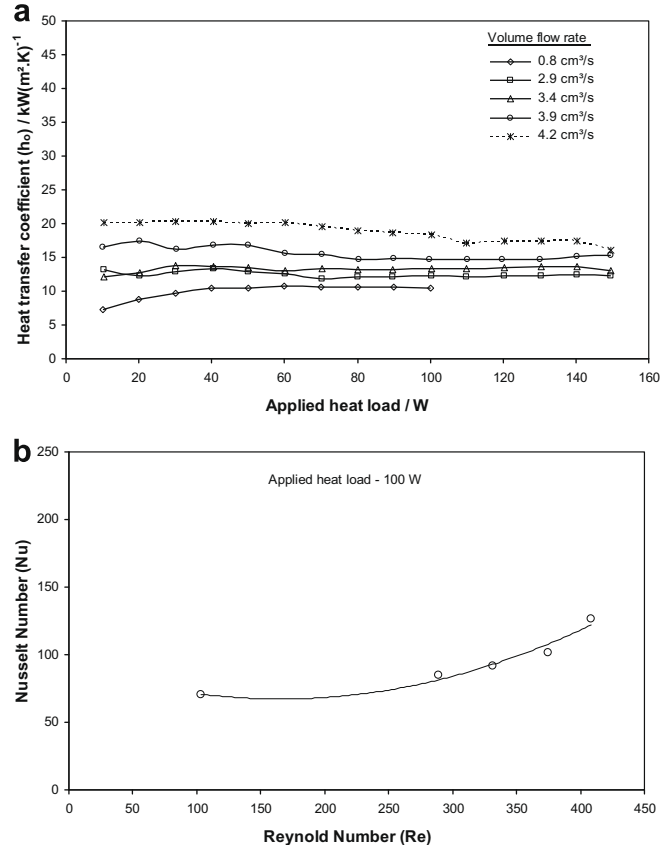 a
Heat transfer coefficient (hₒ) / kW(m².K)⁻¹
50
45
40
35
30
25
20
15
10
5
0
Volume flow rate
0.8 cm³/s
2.9 cm³/s
3.4 cm³/s
3.9 cm³/s
4.2 cm³/s
0 20 40 60 80 100 120 140 160
Applied heat load / W
b
Nusselt Number (Nu)
250
200
150
100
50
0
Applied heat load - 100 W
0 50 100 150 200 250 300 350 400 450
Reynold Number (Re)